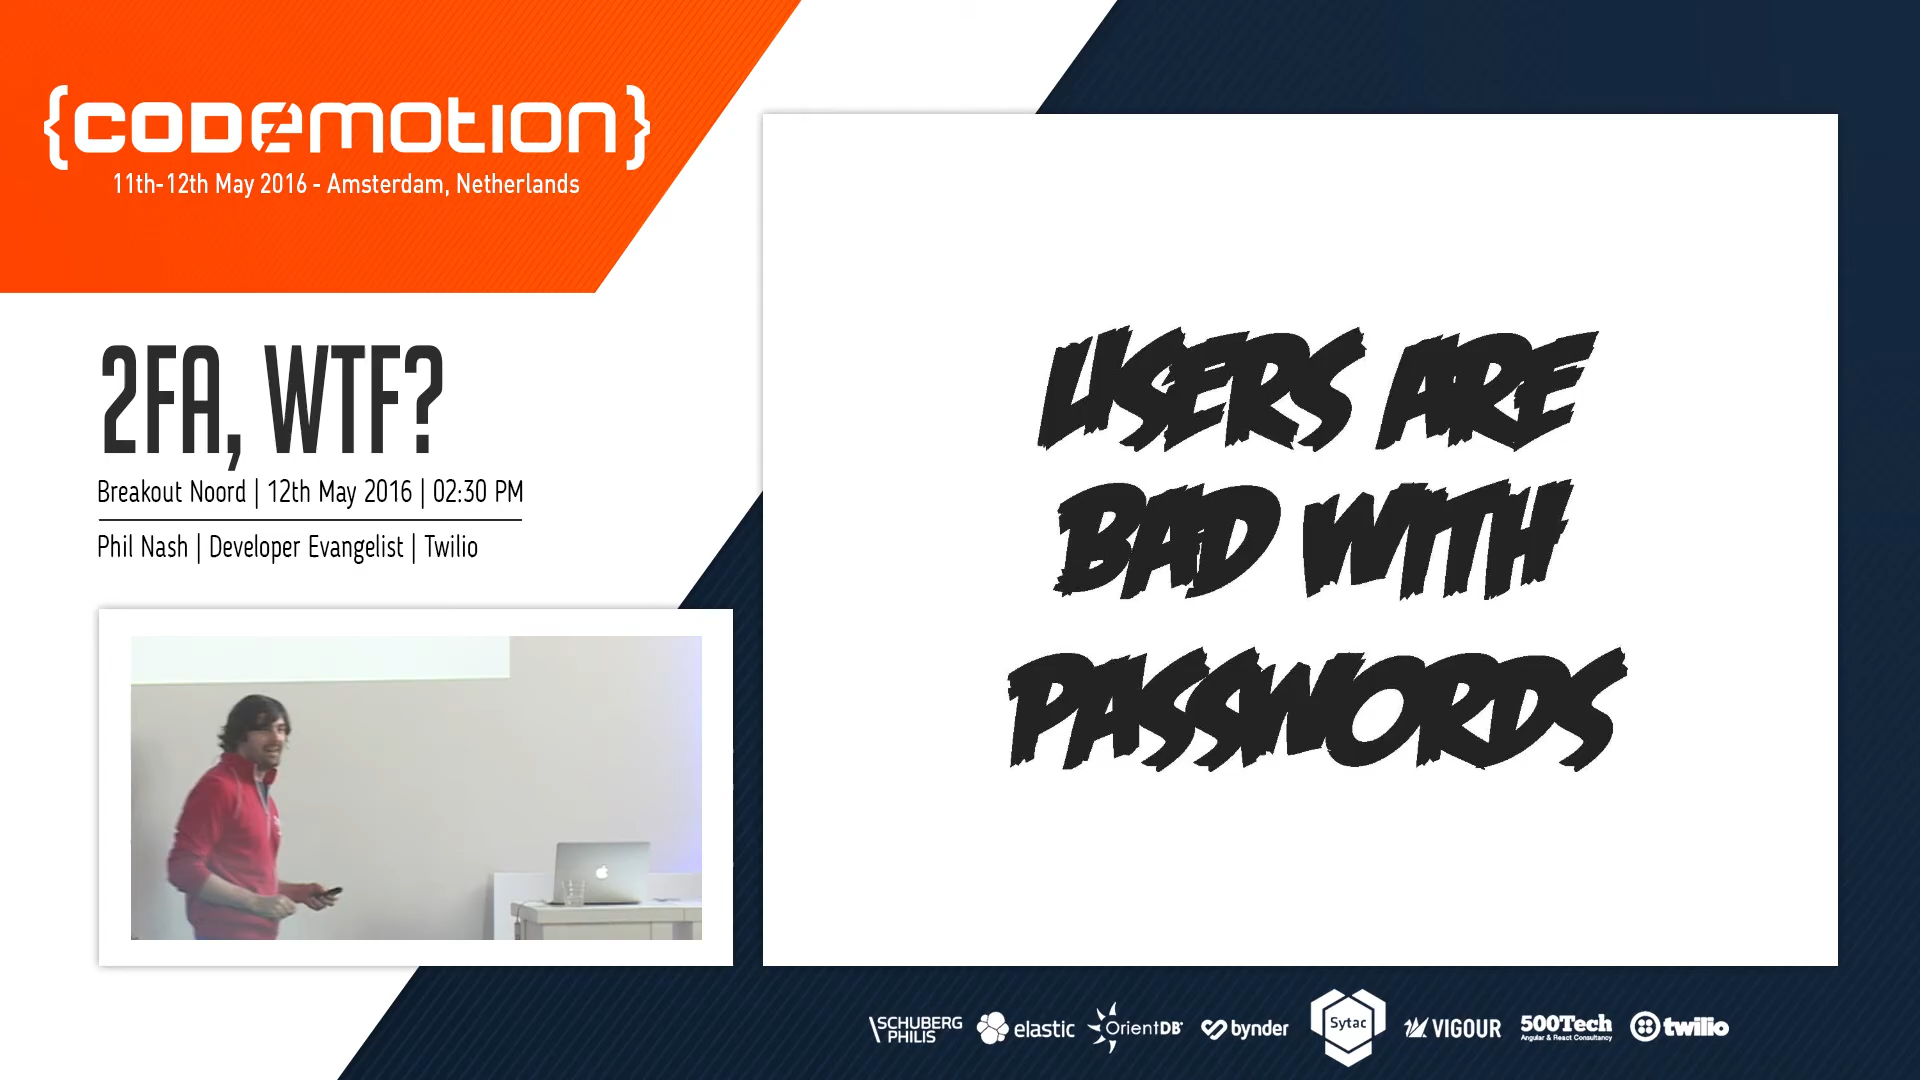 {codemotion}
11th-12th May 2016 - Amsterdam, Netherlands
2FA, WTF?
Breakout Noord | 12th May 2016 | 02:30 PM
Phil Nash | Developer Evangelist | Twilio
USERS ARE
BAD WITH
PASSWORDS
SCHUBERG
PHILIS
elastic
OrientDB
bynder
Sytac
VIGOUR
500Tech
Angular & React Consultancy
twilio